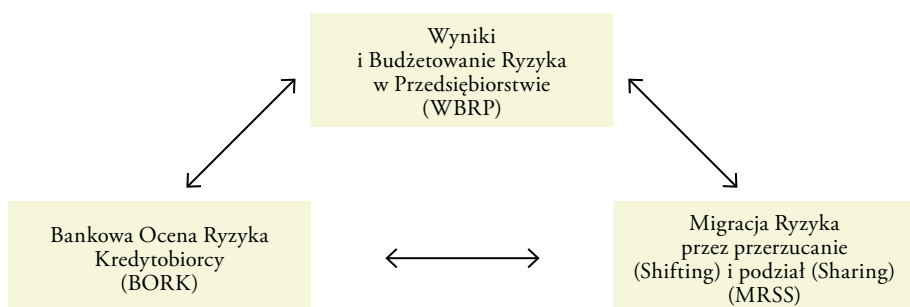 Wyniki
i Budżetowanie Ryzyka
w Przedsiębiorstwie
(WBRP)
Bankowa Ocena Ryzyka
Kredytobiorcy
(BORK)
Migracja Ryzyka
przez przerzucanie
(Shifting) i podział (Sharing)
(MRSS)